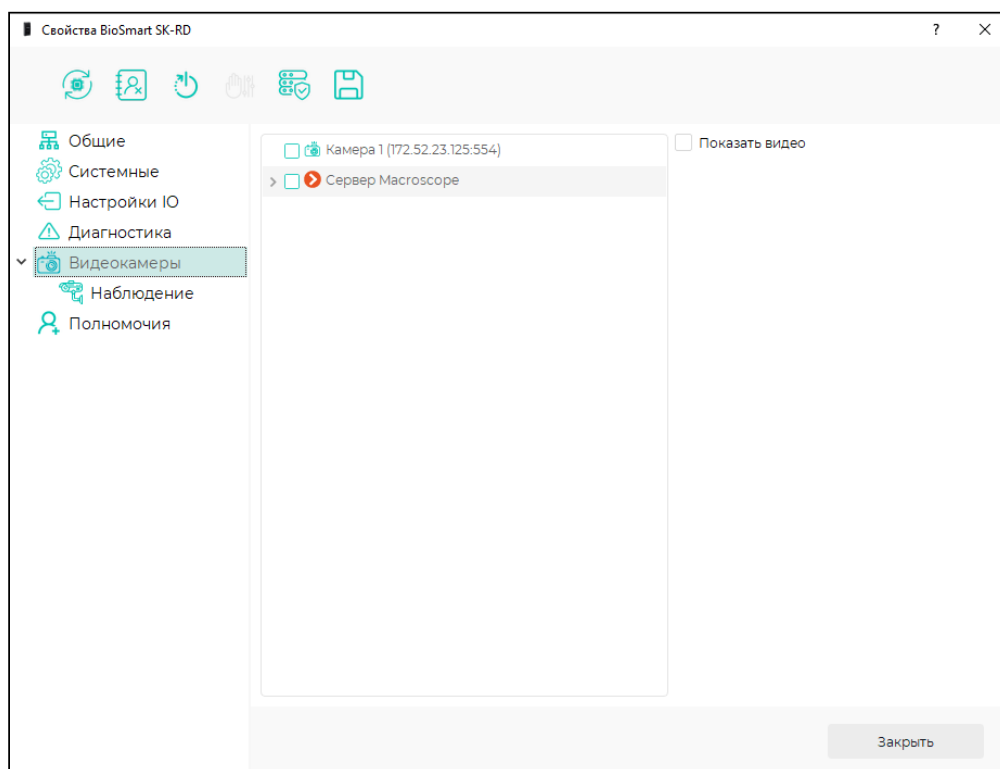 Свойства BioSmart SK-RD
?
Общие
Системные
Настройки IO
Диагностика
Видеокамеры
Наблюдение
Полномочия
Камера 1 (172.52.23.125:554)
Сервер Macroscope
Показать видео
Закрыть